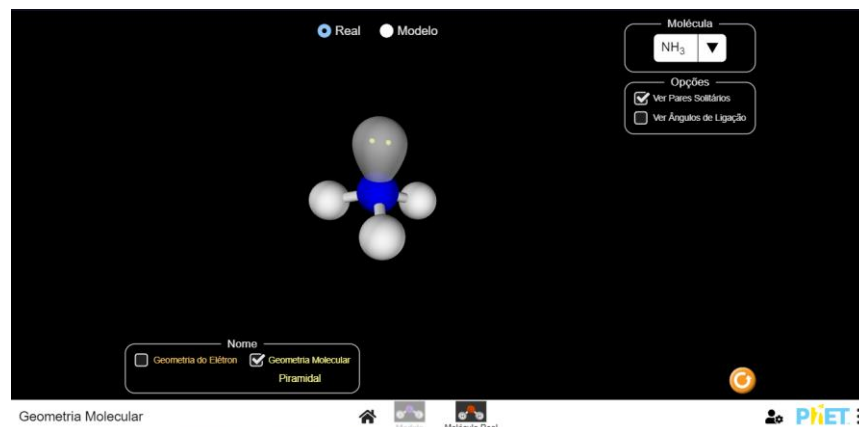 Real Modelo
Molécula
NH₃
Opções
Ver Pares Solitários
Ver Ângulos de Ligação
Nome
Geometria do Elétron Geometria Molecular
Piramidal
Geometria Molecular
Modelo Molécula Real
PhET